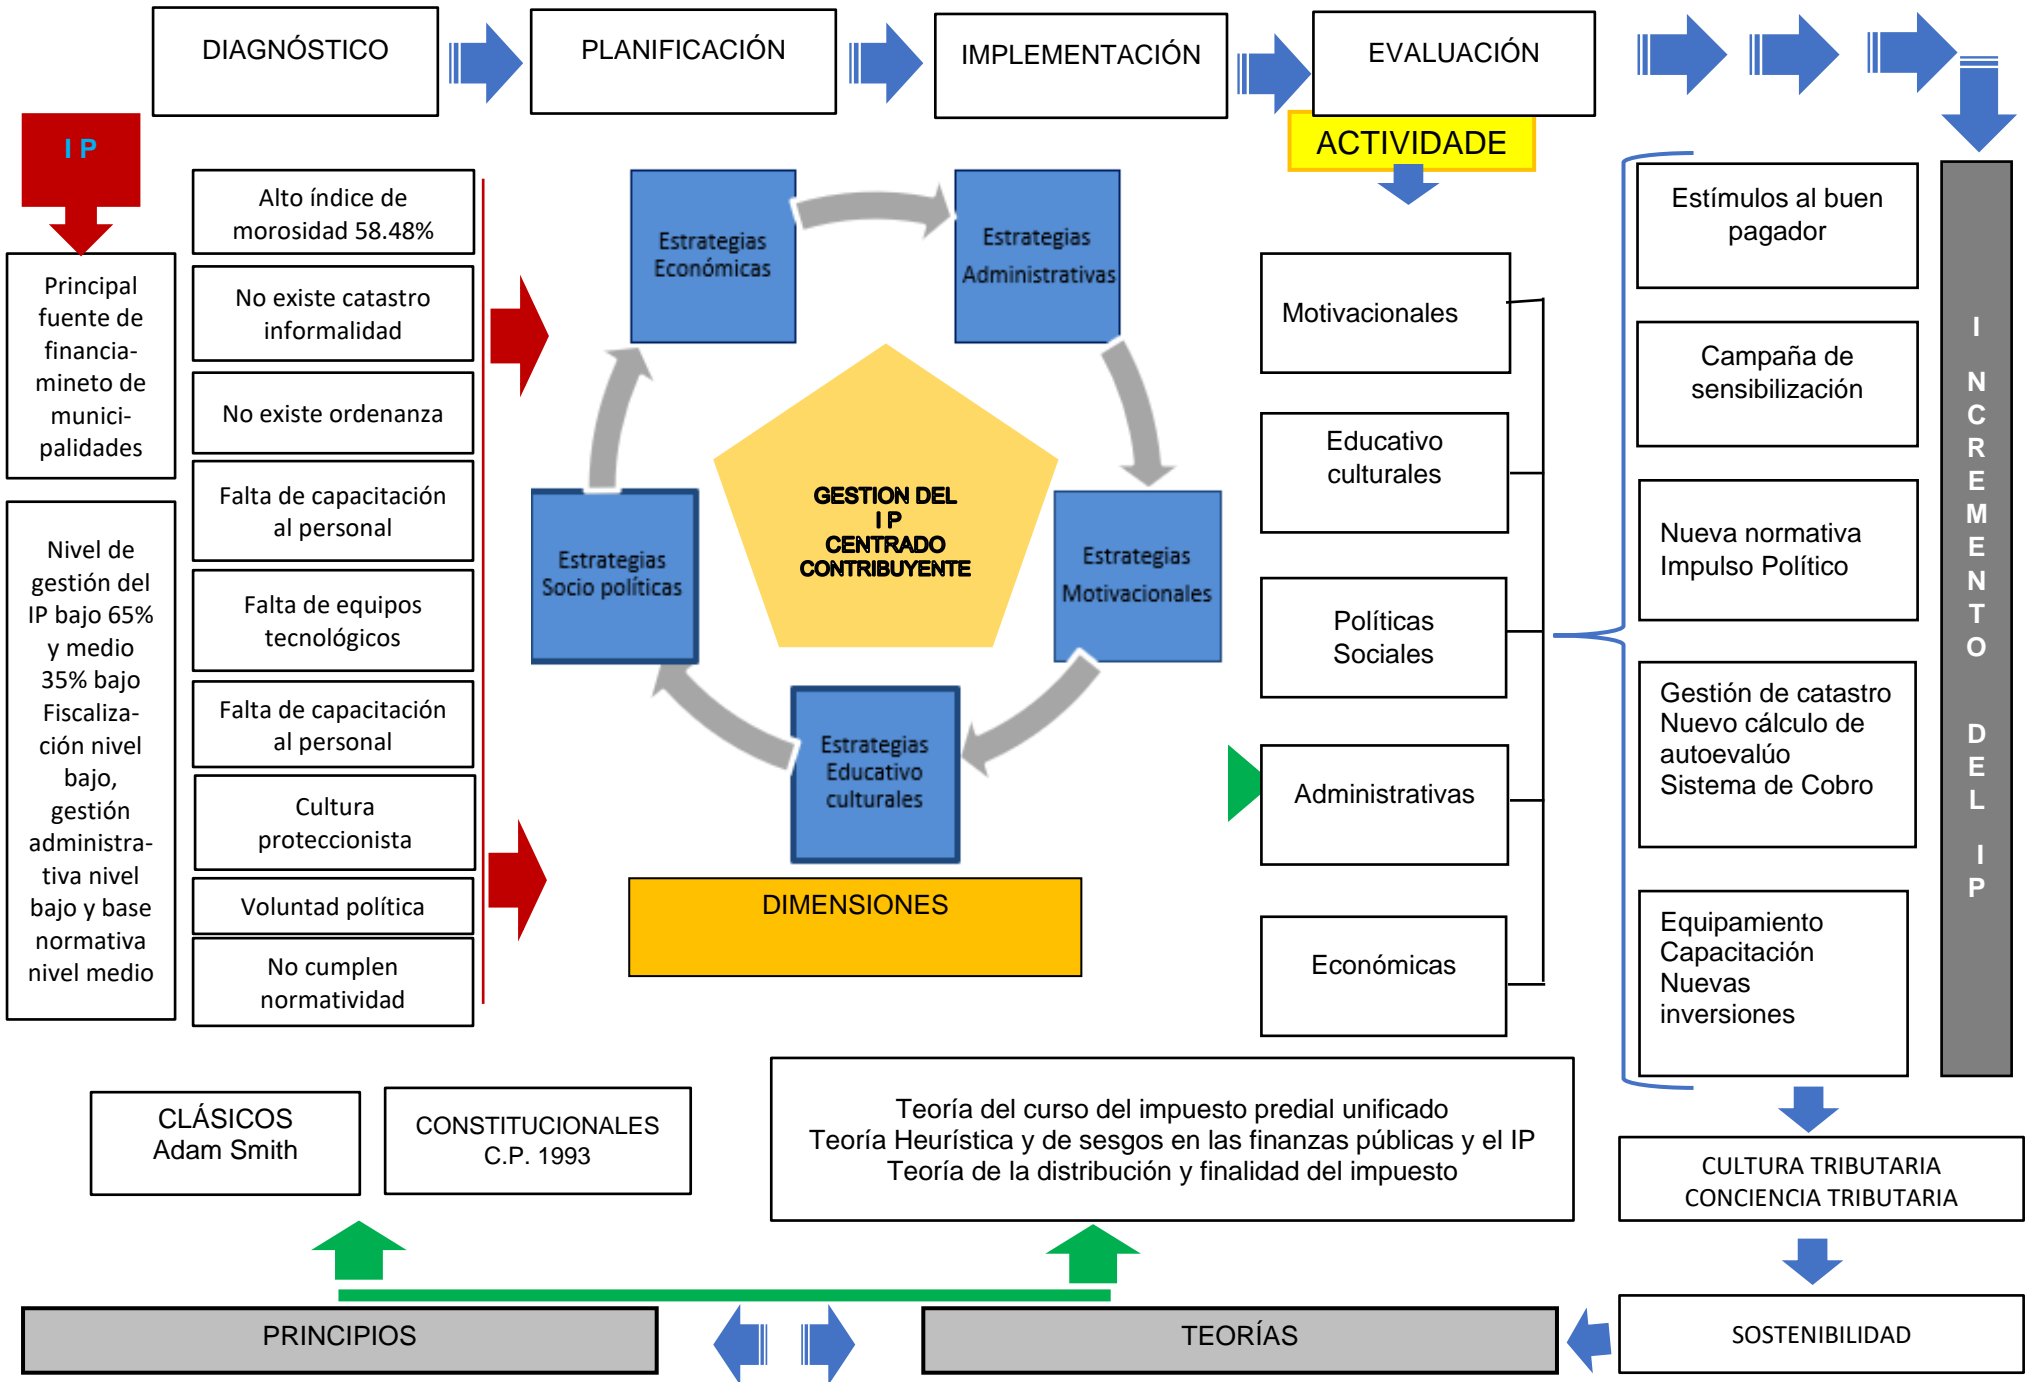 DIAGNÓSTICO
PLANIFICACIÓN
IMPLEMENTACIÓN
EVALUACIÓN
ACTIVIDADE
I P
Principal
fuente de
financia-
mineto de
munici-
palidades
Nivel de
gestión del
IP bajo 65%
y medio
35% bajo
Fiscaliza-
ción nivel
bajo,
gestión
administra-
tiva nivel
bajo y base
normativa
nivel medio
Alto índice de
morosidad 58.48%
No existe catastro
informalidad
No existe ordenanza
Falta de capacitación
al personal
Falta de equipos
tecnológicos
Falta de capacitación
al personal
Cultura
proteccionista
Voluntad política
No cumplen
normatividad
Estrategias
Económicas
Estrategias
Administrativas
Estrategias
Motivacionales
Estrategias
Educativo
culturales
Estrategias
Socio políticas
GESTION DEL
I P
CENTRADO
CONTRIBUYENTE
DIMENSIONES
Motivacionales
Educativo
culturales
Políticas
Sociales
Administrativas
Económicas
Estímulos al buen
pagador
Campaña de
sensibilización
Nueva normativa
Impulso Político
Gestión de catastro
Nuevo cálculo de
autoevalúo
Sistema de Cobro
Equipamiento
Capacitación
Nuevas
inversiones
I NCREMENTO DEL IP
CLÁSICOS
Adam Smith
CONSTITUCIONALES
C.P. 1993
Teoría del curso del impuesto predial unificado
Teoría Heurística y de sesgos en las finanzas públicas y el IP
Teoría de la distribución y finalidad del impuesto
CULTURA TRIBUTARIA
CONCIENCIA TRIBUTARIA
PRINCIPIOS
TEORÍAS
SOSTENIBILIDAD